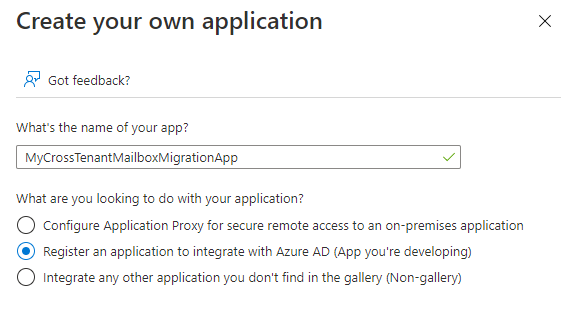 Create your own application
Got feedback?
What's the name of your app?
MyCrossTenantMailboxMigrationApp
What are you looking to do with your application?
Configure Application Proxy for secure remote access to an on-premises application
Register an application to integrate with Azure AD (App you're developing)
Integrate any other application you don't find in the gallery (Non-gallery)